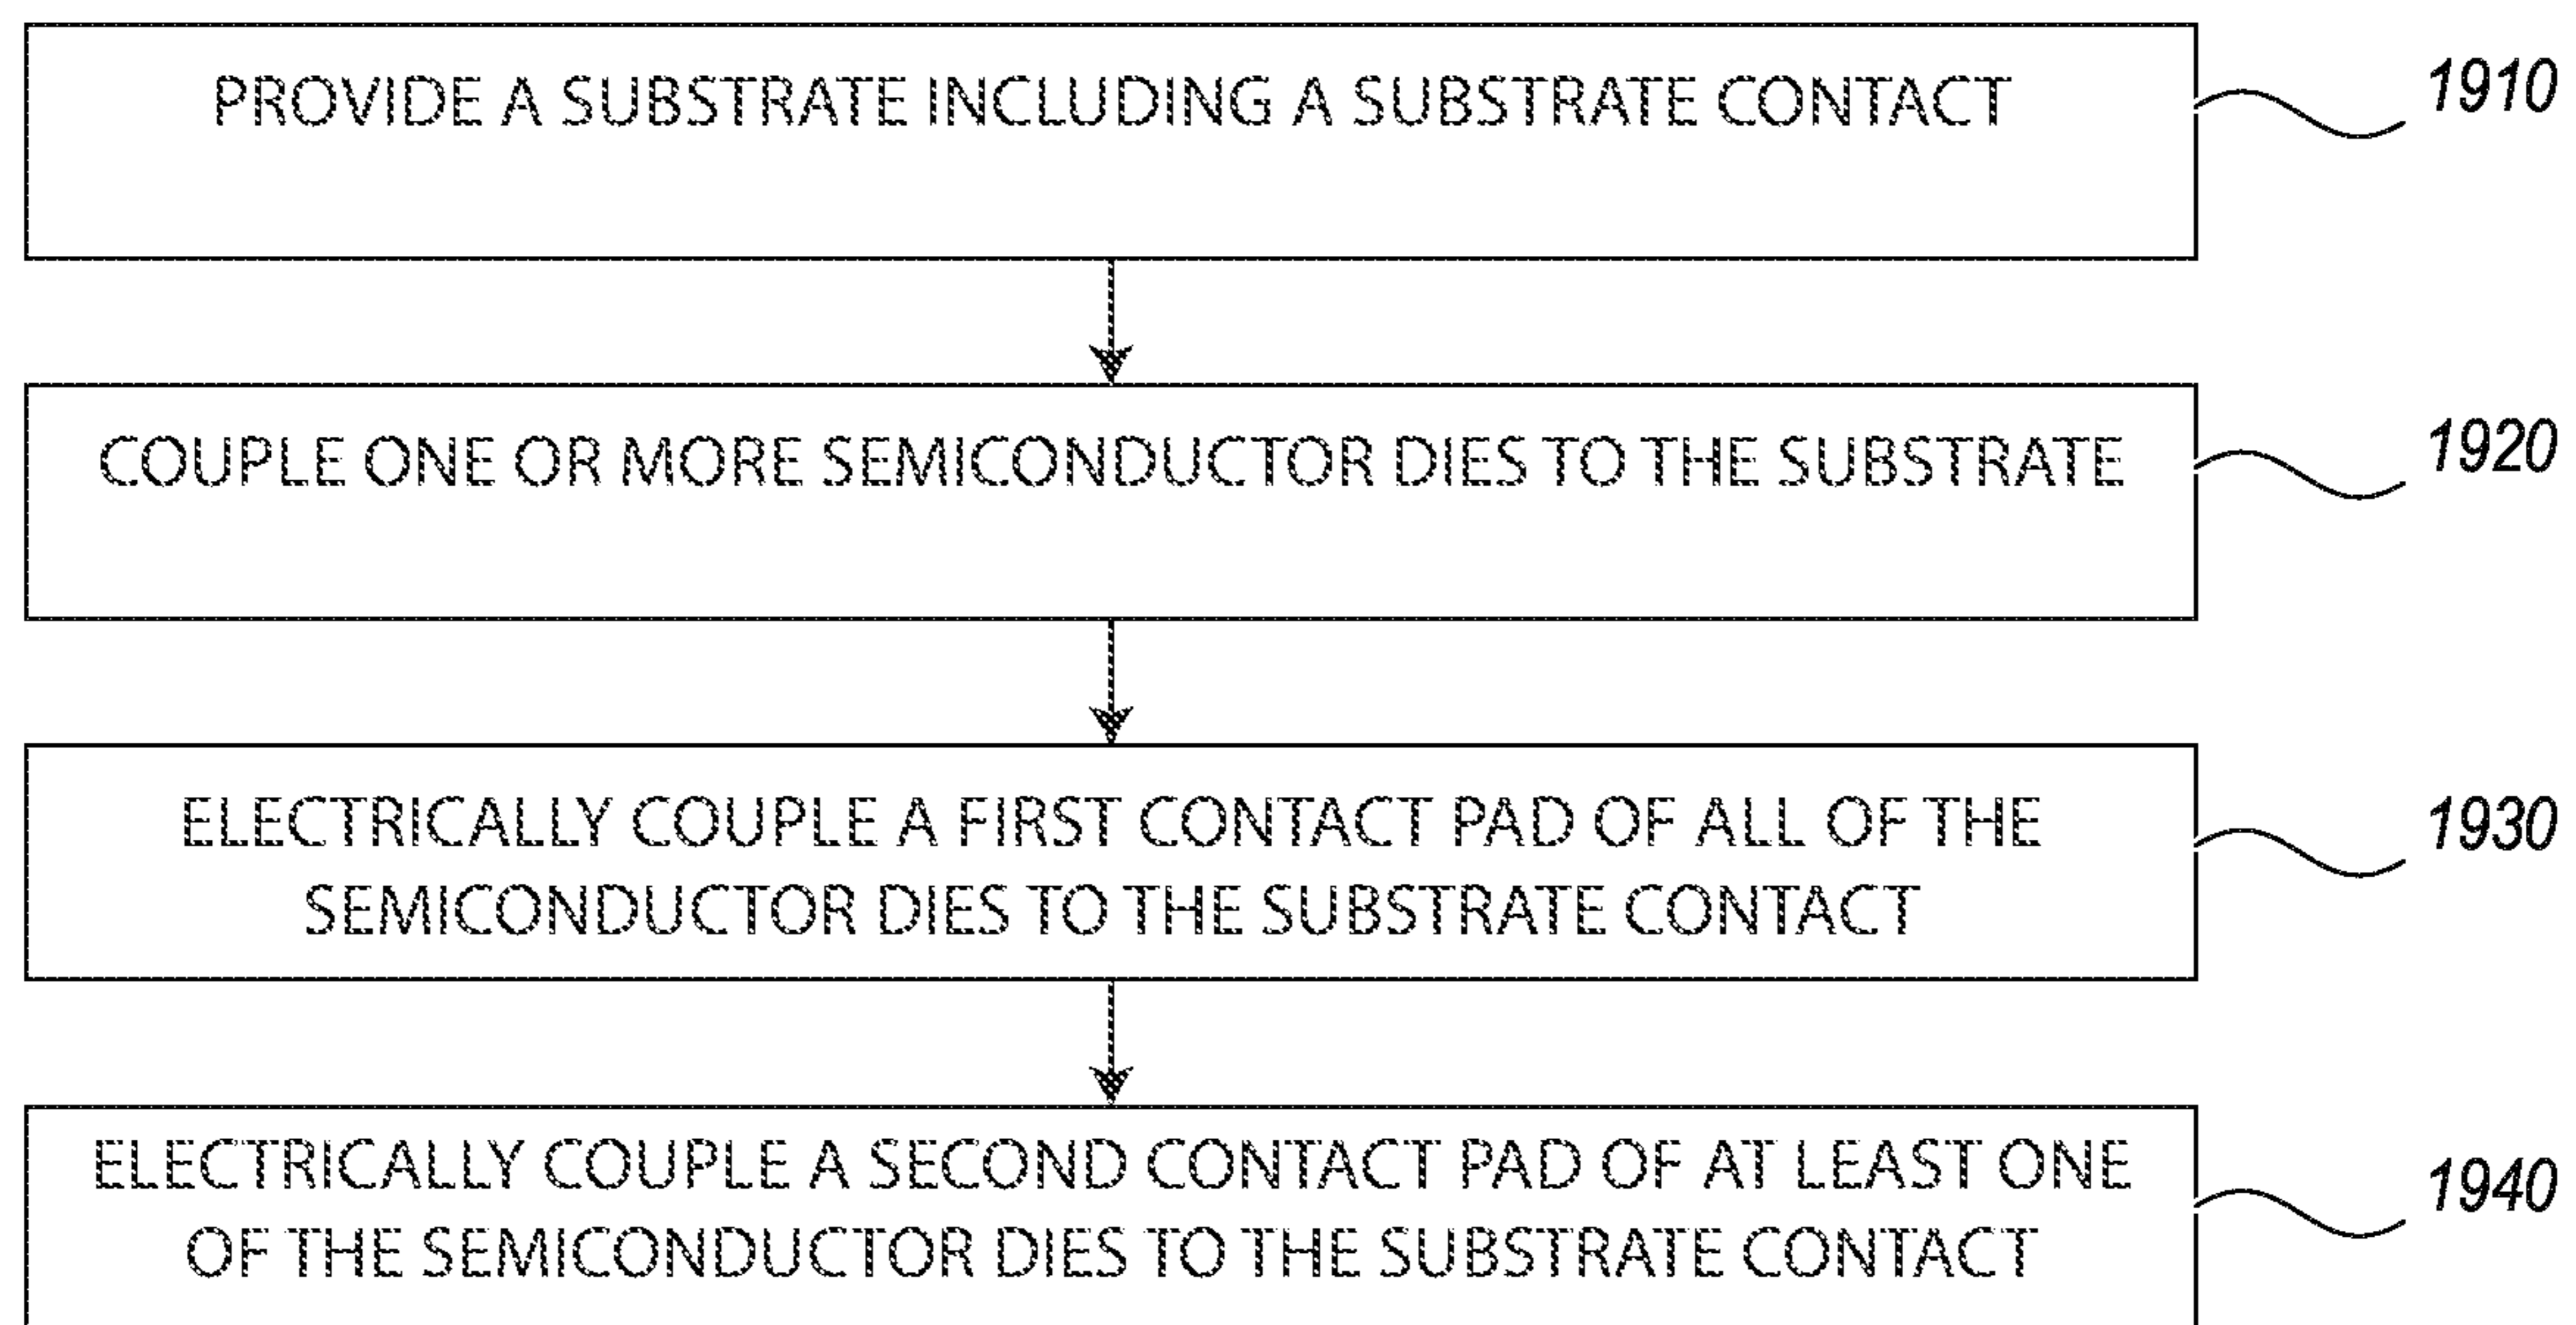 PROVIDE A SUBSTRATE INCLUDING A SUBSTRATE CONTACT
1910
COUPLE ONE OR MORE SEMICONDUCTOR DIES TO THE SUBSTRATE
1920
ELECTRICALLY COUPLE A FIRST CONTACT PAD OF ALL OF THE
SEMICONDUCTOR DIES TO THE SUBSTRATE CONTACT
1930
ELECTRICALLY COUPLE A SECOND CONTACT PAD OF AT LEAST ONE
OF THE SEMICONDUCTOR DIES TO THE SUBSTRATE CONTACT
1940